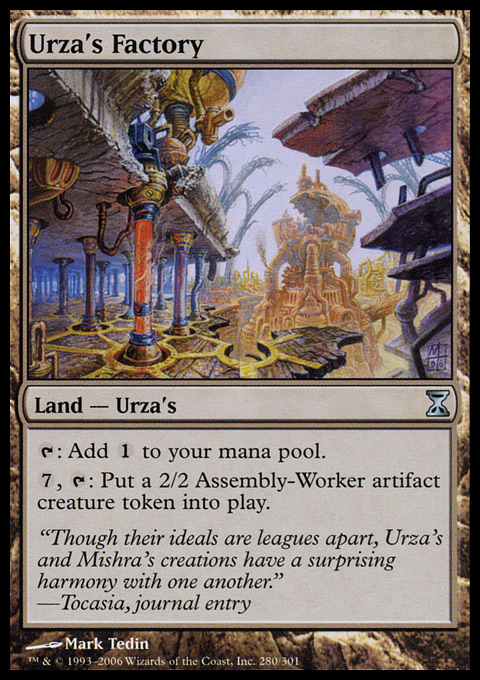 Urza's Factory
Land — Urza's
: Add 1 to your mana pool.
7, : Put a 2/2 Assembly-Worker artifact
creature token into play.
“Though their ideals are leagues apart, Urza's
and Mishra's creations have a surprising
harmony with one another.”
—Tocasia, journal entry
Mark Tedin
™ & © 1993–2006 Wizards of the Coast, Inc. 280/301